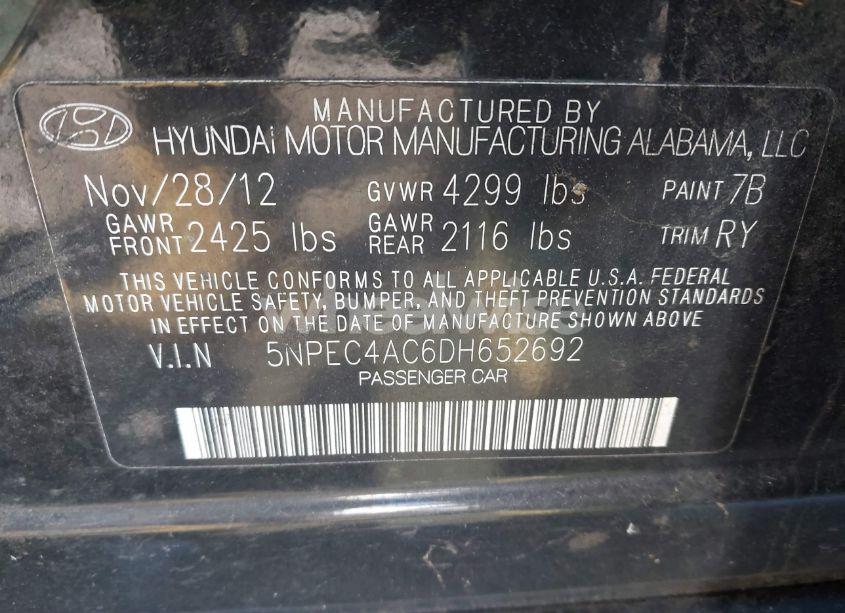 MANUFACTURED BY
HYUNDAI MOTOR MANUFACTURING ALABAMA, LLC
Nov/28/12 GVWR 4299 lbs PAINT 7B
GAWR FRONT 2425 lbs GAWR REAR 2116 lbs TRIM RY
THIS VEHICLE CONFORMS TO ALL APPLICABLE U.S.A. FEDERAL
MOTOR VEHICLE SAFETY, BUMPER, AND THEFT PREVENTION STANDARDS
IN EFFECT ON THE DATE OF MANUFACTURE SHOWN ABOVE
V.I.N 5NPEC4AC6DH652692
PASSENGER CAR